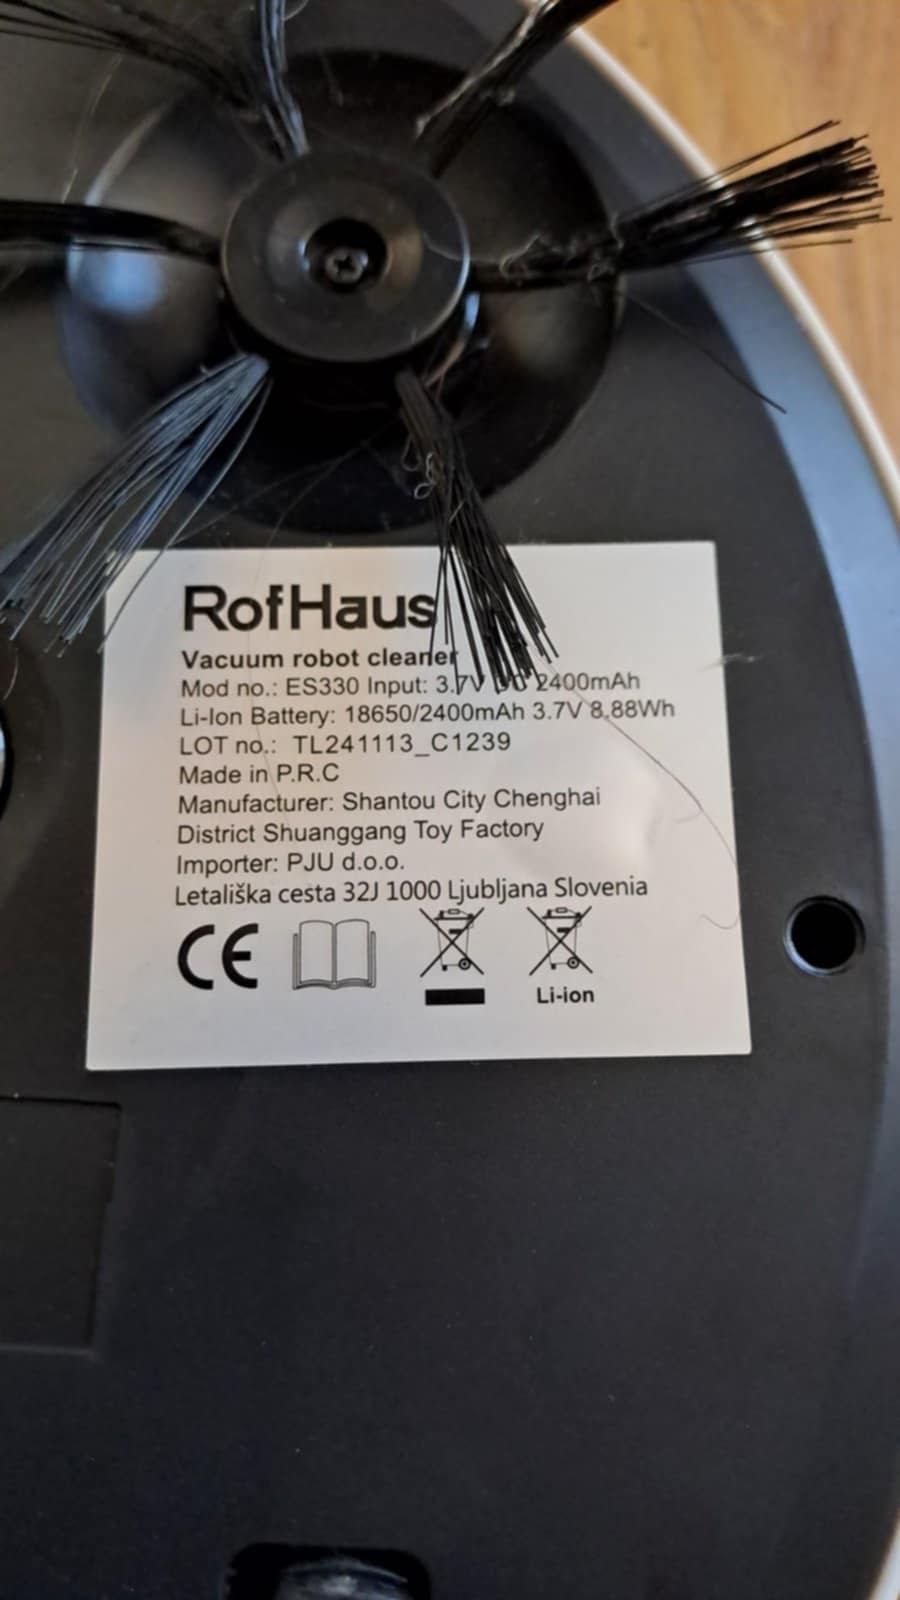 RofHaus
Vacuum robot cleaner
Mod no.: ES330 Input: 3.7V DC 2400mAh
Li-Ion Battery: 18650/2400mAh 3.7V 8.88Wh
LOT no.: TL241113_C1239
Made in P.R.C
Manufacturer: Shantou City Chenghai
District Shuanggang Toy Factory
Importer: PJU d.o.o.
Letališka cesta 32J 1000 Ljubljana Slovenia
CE
Li-ion